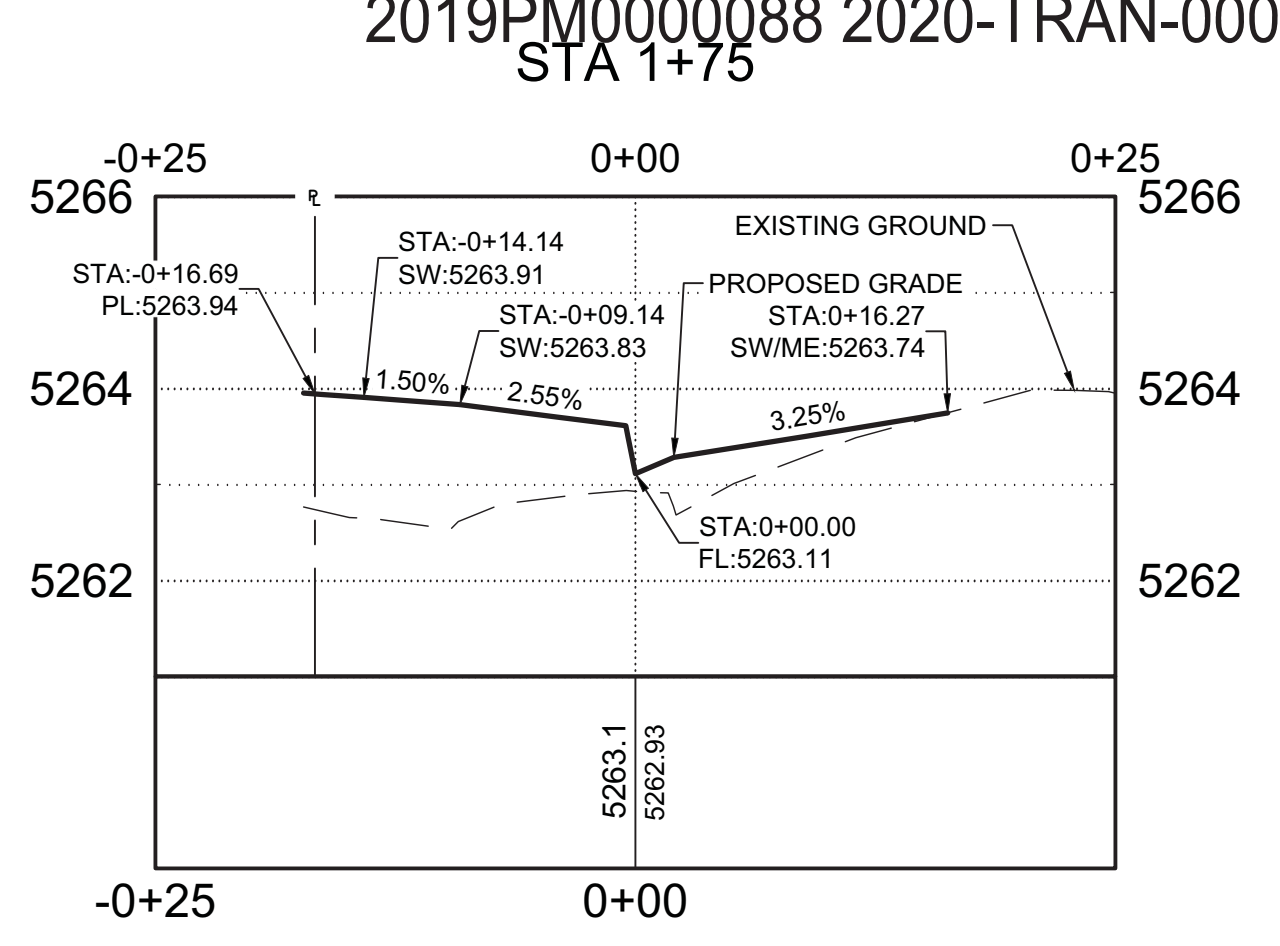 2019PM0000088 2020-TRAN-000
STA 1+75
-0+25 0+00 0+25
5266 5266
℄
EXISTING GROUND
STA:-0+14.14
SW:5263.91
STA:-0+16.69
PL:5263.94
PROPOSED GRADE
STA:-0+09.14
SW:5263.83
STA:0+16.27
SW/ME:5263.74
5264 5264
1.50%
2.55%
3.25%
STA:0+00.00
FL:5263.11
5262 5262
5263.1
5262.93
-0+25 0+00